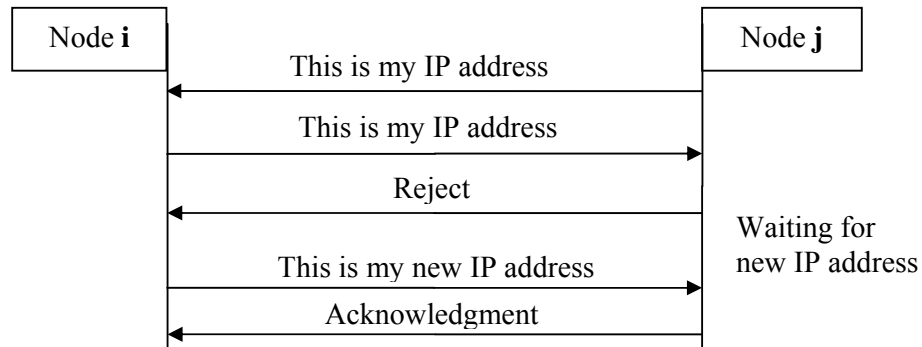 Node i
Node j
This is my IP address
This is my IP address
Reject
Waiting for
new IP address
This is my new IP address
Acknowledgment